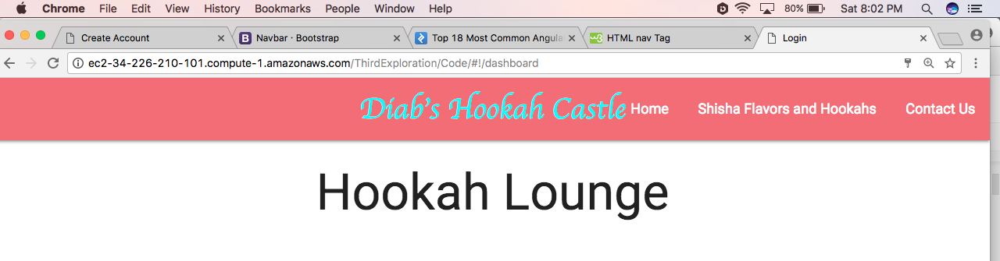 Chrome File Edit View History Bookmarks People Window Help 80% Sat 8:02 PM
Create Account Navbar · Bootstrap Top 18 Most Common Angula HTML nav Tag Login
ec2-34-226-210-101.compute-1.amazonaws.com/ThirdExploration/Code/#!/dashboard
Diab's Hookah Castle Home Shisha Flavors and Hookahs Contact Us
Hookah Lounge